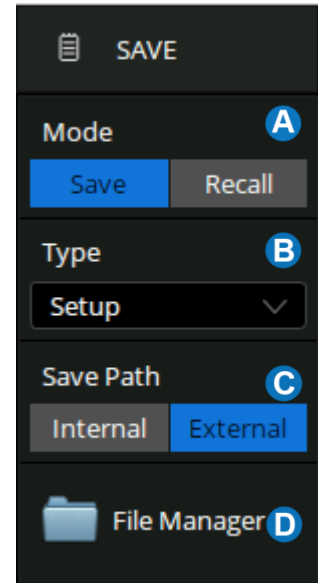 SAVE
Mode A
Save Recall
Type B
Setup
Save Path C
Internal External
File Manager D